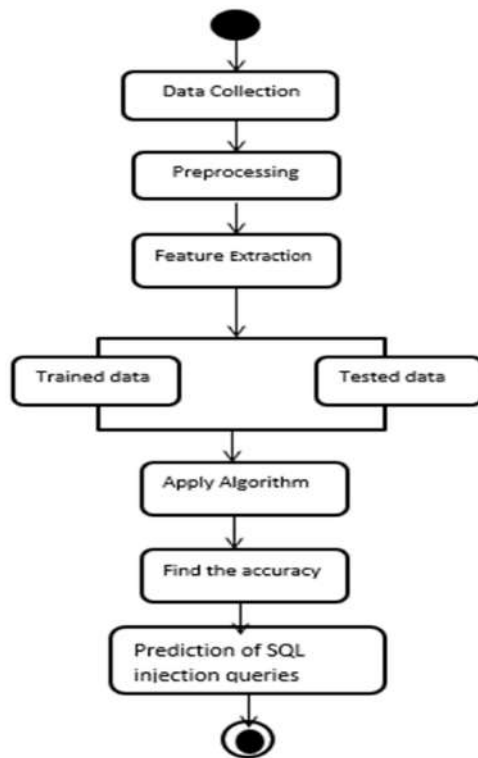 Data Collection
Preprocessing
Feature Extraction
Trained data
Tested data
Apply Algorithm
Find the accuracy
Prediction of SQL
injection queries